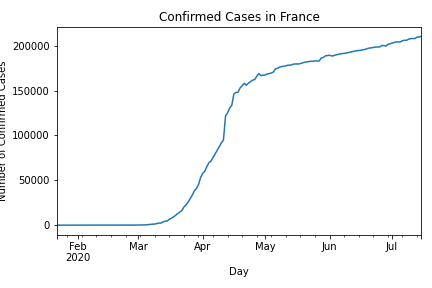 Confirmed Cases in France
Number of Confirmed Cases
200000
150000
100000
50000
0
Feb
2020
Mar
Apr
May
Jun
Jul
Day